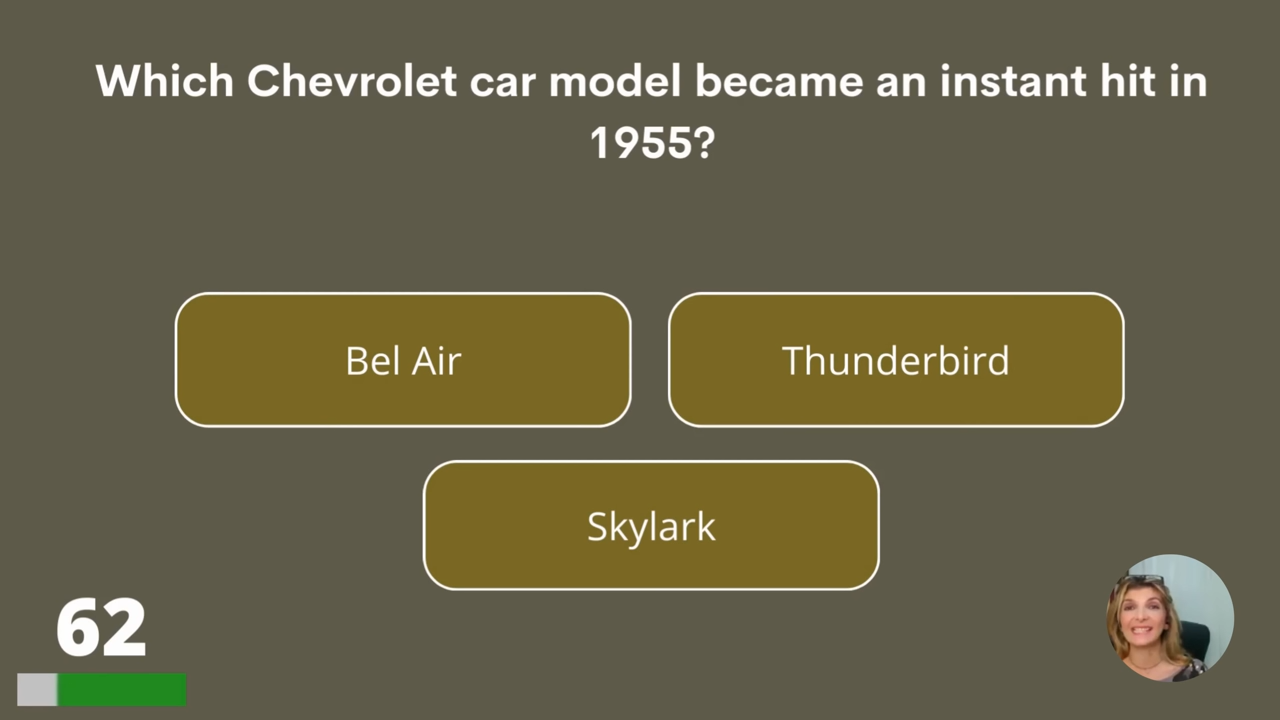 Which Chevrolet car model became an instant hit in
1955?
Bel Air
Thunderbird
Skylark
62